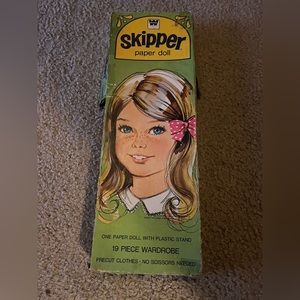 Skipper
paper doll
ONE PAPER DOLL WITH PLASTIC STAND
19 PIECE WARDROBE
PRECUT CLOTHES - NO SCISSORS NEEDED